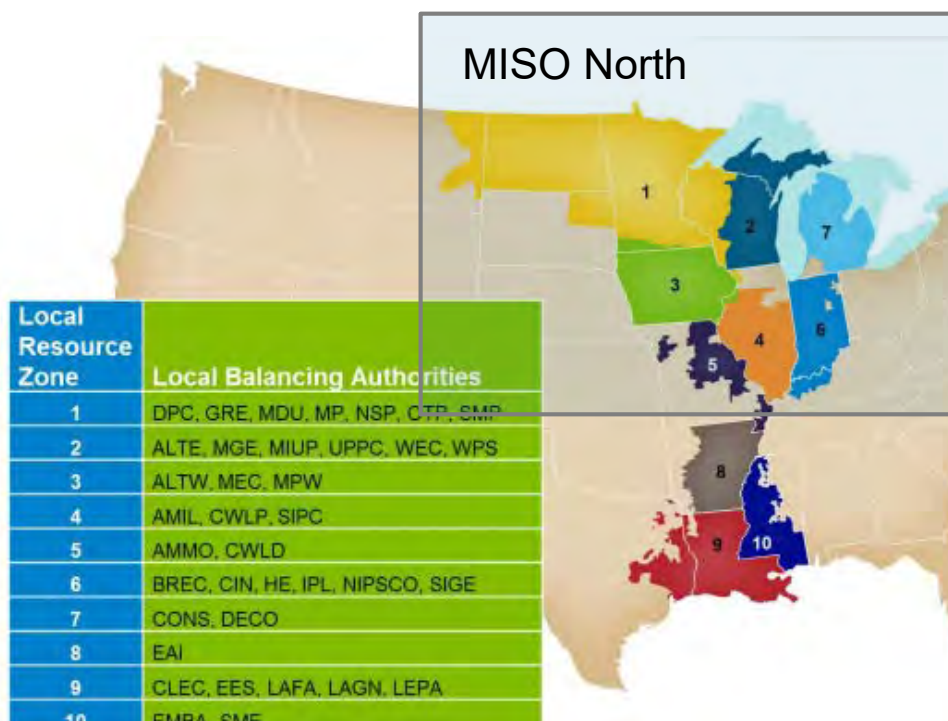 MISO North
1
2
7
3
4
6
5
8
9
10
Local
Resource
Zone
Local Balancing Authorities
1 DPC, GRE, MDU, MP, NSP, OTP, SMP
2 ALTE, MGE, MIUP, UPPC, WEC, WPS
3 ALTW, MEC, MPW
4 AMIL, CWLP, SIPC
5 AMMO, CWLD
6 BREC, CIN, HE, IPL, NIPSCO, SIGE
7 CONS, DECO
8 EAI
9 CLEC, EES, LAFA, LAGN. LEPA
10 EMBA, SME